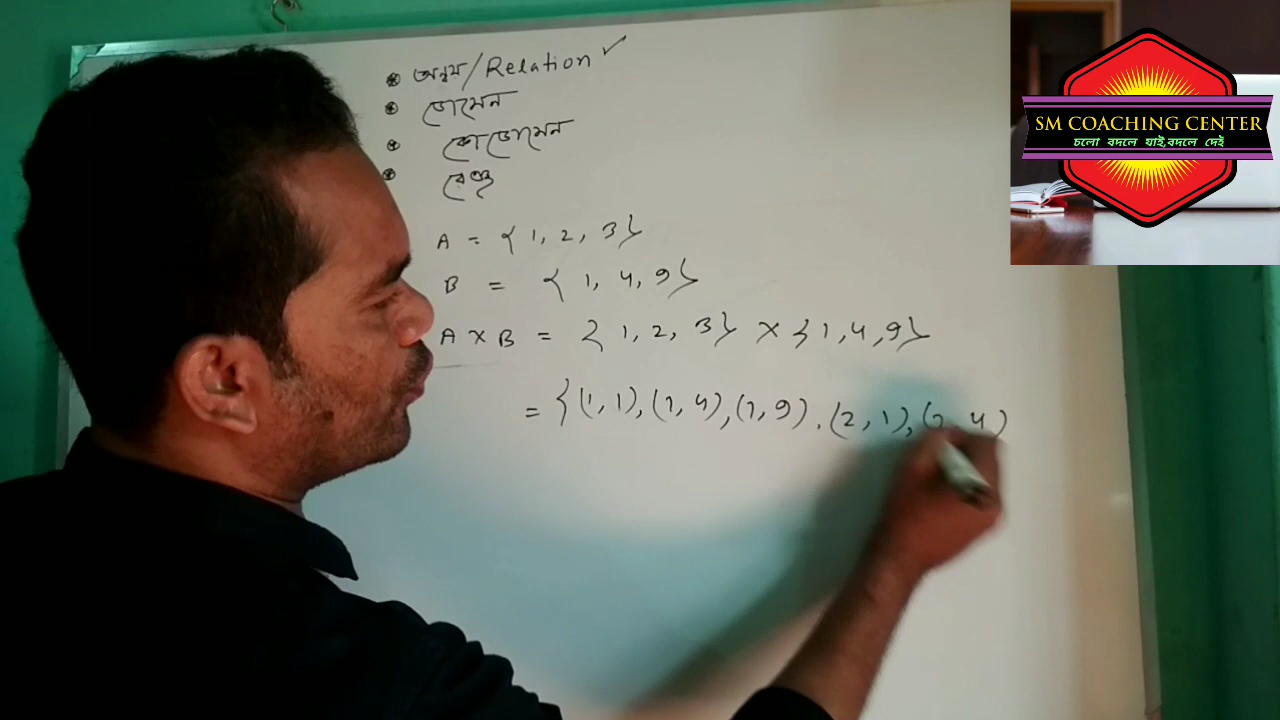 অন্বয়/Relation ✓
ডোমেন
কোডোমেন
রেঞ্জ
A = {1, 2, 3}
B = {1, 4, 9}
A × B = {1, 2, 3} × {1, 4, 9}
= {(1, 1), (1, 4), (1, 9), (2, 1), (2, 4)
SM COACHING CENTER
চলো বদলে যাই,বদলে দেই